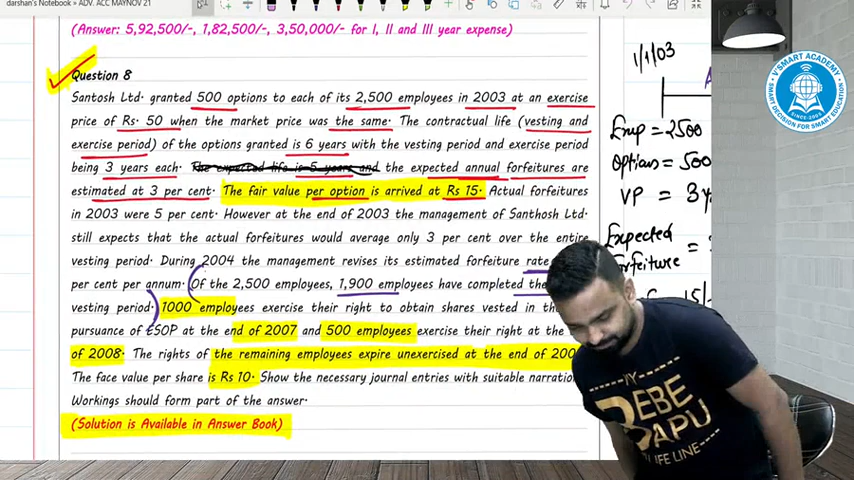 darshan's Notebook » ADV. ACC MAYNOV 21
(Answer: 5,92,500/-, 1,82,500/-, 3,50,000/- for I, II and III year expense)
Question 8
Santosh Ltd. granted 500 options to each of its 2,500 employees in 2003 at an exercise
price of Rs. 50 when the market price was the same. The contractual life (vesting and
exercise period) of the options granted is 6 years with the vesting period and exercise period
being 3 years each. The expected life is 5 years and the expected annual forfeitures are
estimated at 3 per cent. The fair value per option is arrived at Rs 15. Actual forfeitures
in 2003 were 5 per cent. However at the end of 2003 the management of Santhosh Ltd.
still expects that the actual forfeitures would average only 3 per cent over the entire
vesting period. During 2004 the management revises its estimated forfeiture rate
per cent per annum. Of the 2,500 employees, 1,900 employees have completed the
vesting period. 1000 employees exercise their right to obtain shares vested in the
pursuance of ESOP at the end of 2007 and 500 employees exercise their right at the
of 2008. The rights of the remaining employees expire unexercised at the end of
The face value per share is Rs 10. Show the necessary journal entries with suitable narration
Workings should form part of the answer.
(Solution is Available in Answer Book)
1/1/03
Emp = 2500
Options = 500
VP = 3
Expected
Forfeiture =
15/-
V'SMART ACADEMY
SINCE-2003
WISDOM FOR SMART EDUCATION
MY
BEBE
BAPU
LIFE LINE